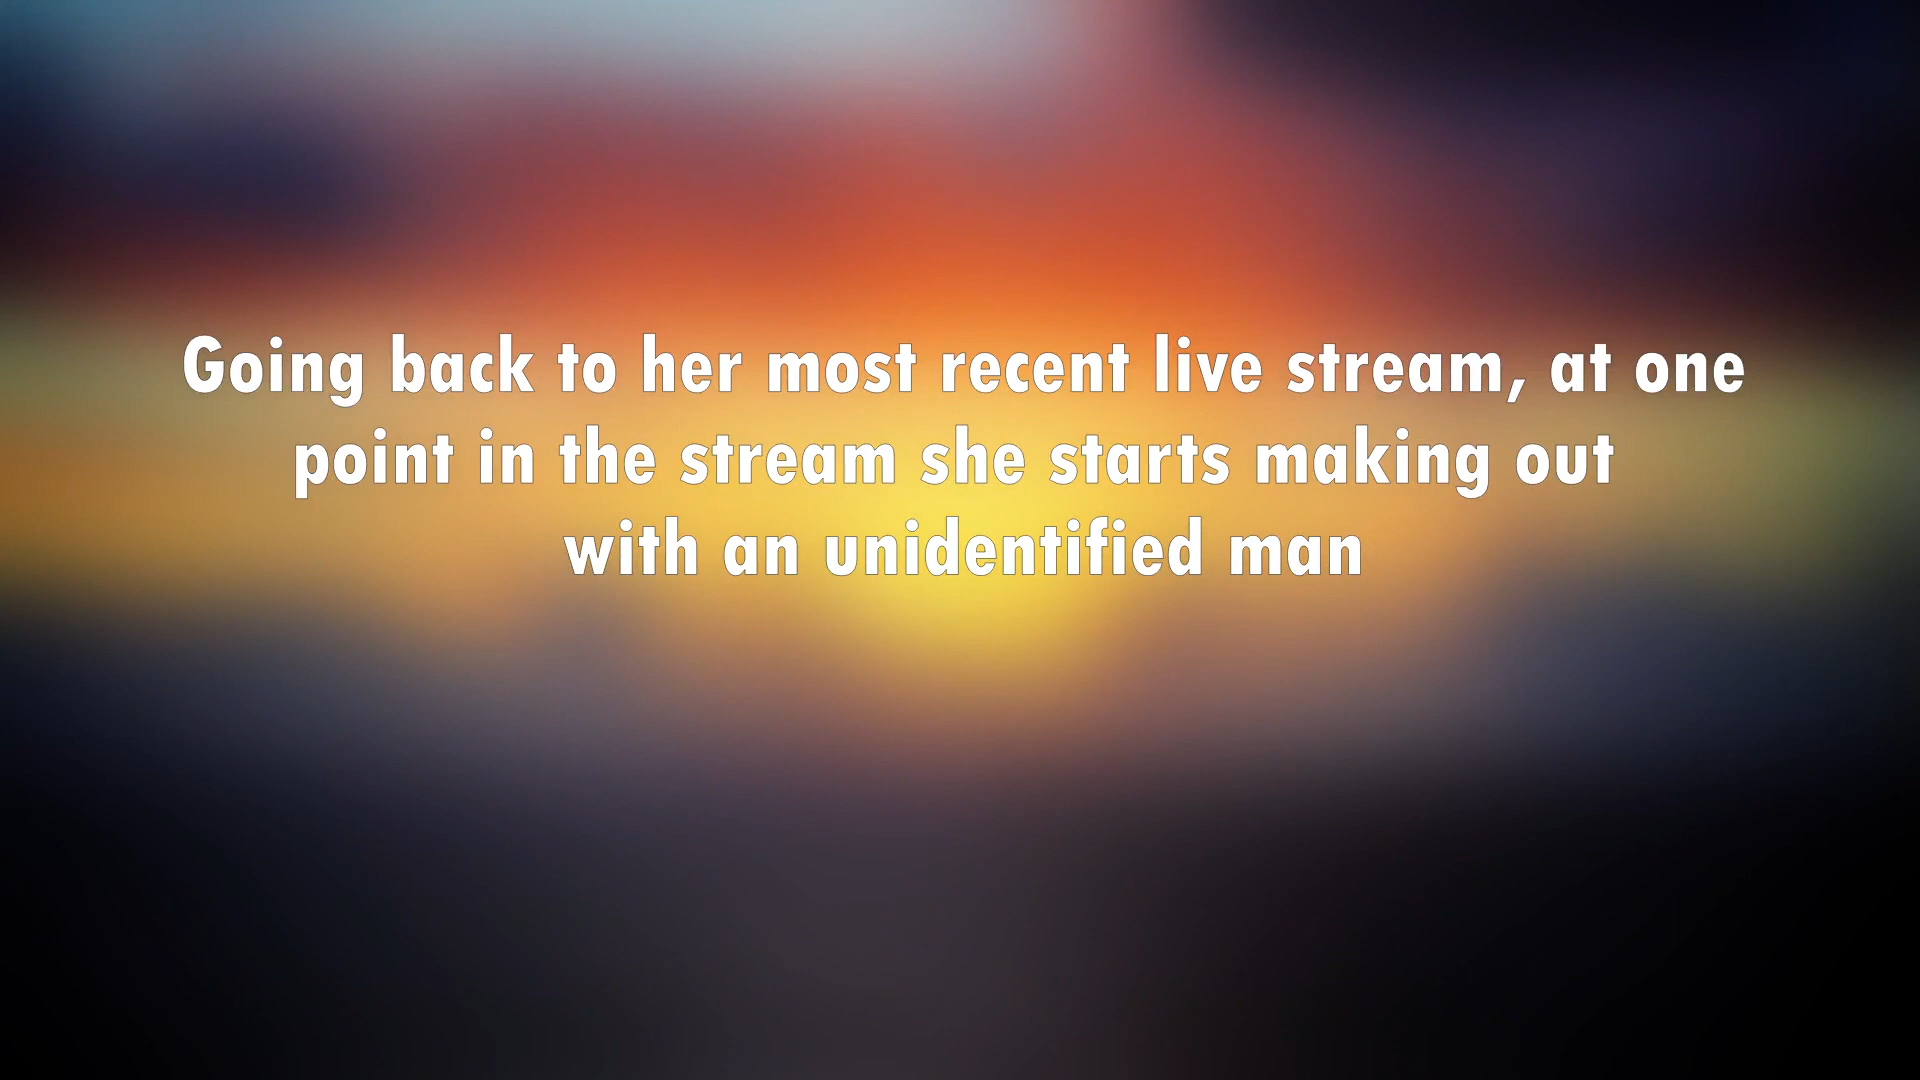 Going back to her most recent live stream, at one
point in the stream she starts making out
with an unidentified man